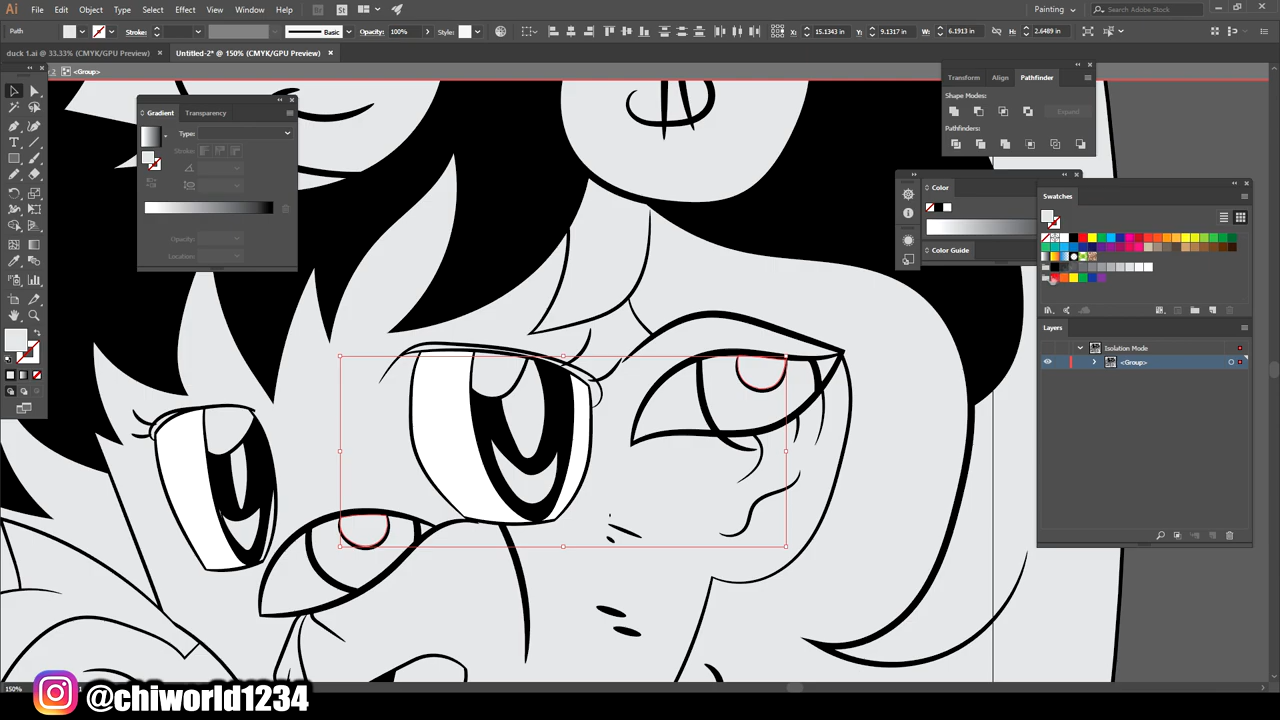 Ai File Edit Object Type Select Effect View Window Help Br St Painting Search Adobe Stock
Path Stroke: Basic Opacity: 100% Style: X: 15.1343 in Y: 9.1317 in W: 6.1913 in H: 2.6489 in
duck 1.ai @ 33.33% (CMYK/GPU Preview) × Untitled-2* @ 150% (CMYK/GPU Preview) ×
<Group>
Transform Align Pathfinder
Shape Modes:
Expand
Pathfinders:
Gradient Transparency
Type:
Stroke:
Opacity:
Location:
Color
Color Guide
Swatches
Layers
Isolation Mode
<Group>
150%
@chiworld1234